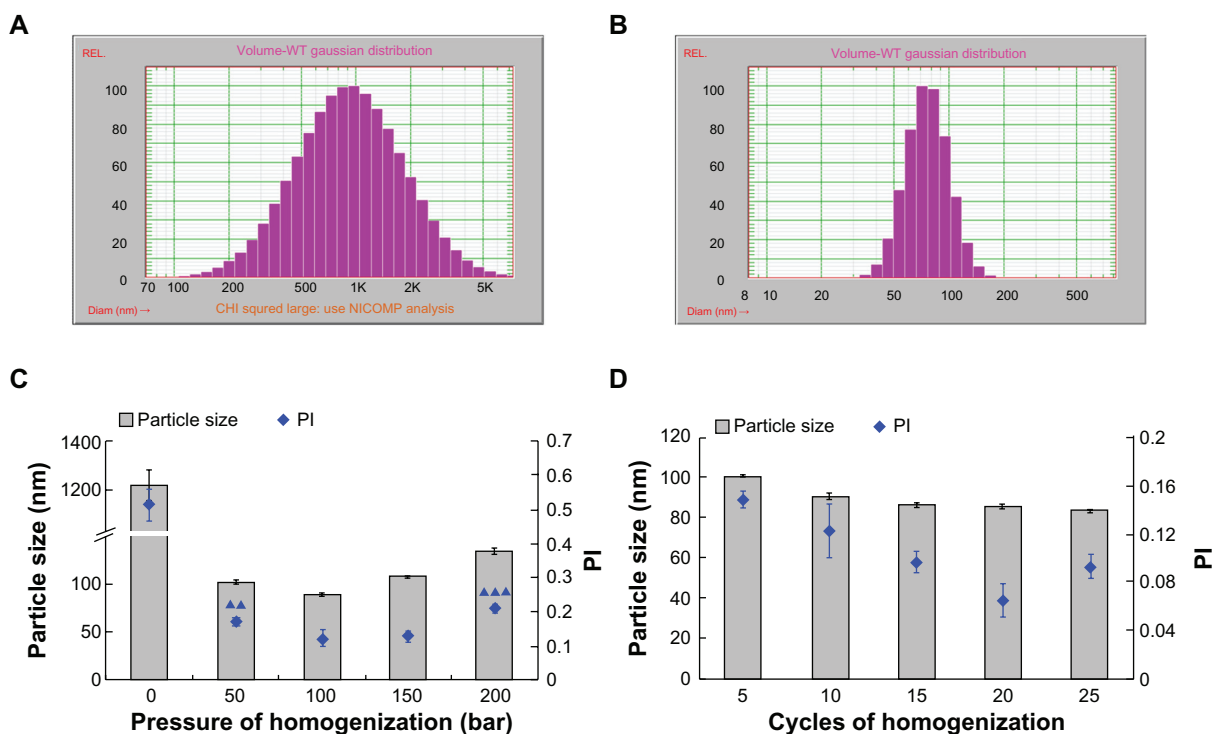 A
Volume-WT gaussian distribution
REL.
100
80
60
40
20
0
70 100 200 500 1K 2K 5K
Diam (nm) →
CHI squred large: use NICOMP analysis
B
Volume-WT gaussian distribution
REL.
100
80
60
40
20
0
8 10 20 50 100 200 500
Diam (nm) →
C
Particle size PI
1400
1200
100
50
0
Particle size (nm)
0.7
0.6
0.5
0.4
0.3
0.2
0.1
0
PI
0 50 100 150 200
Pressure of homogenization (bar)
D
Particle size PI
120
100
80
60
40
20
0
Particle size (nm)
0.2
0.16
0.12
0.08
0.04
0
PI
5 10 15 20 25
Cycles of homogenization